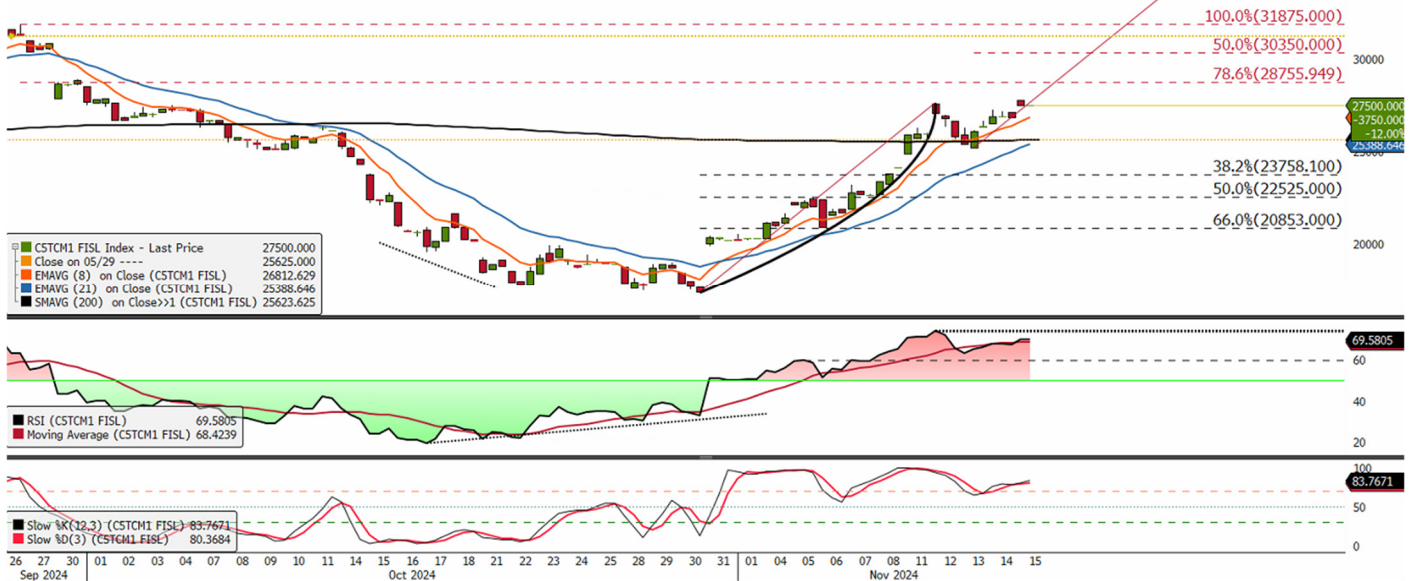 100.0%(31875.000)
50.0%(30350.000)
30000
78.6%(28755.949)
27500.000
-3750.000
-12.00%
25388.646
25000
38.2%(23758.100)
50.0%(22525.000)
66.0%(20853.000)
20000
C5TCM1 FISL Index - Last Price 27500.000
Close on 05/29 ---- 25625.000
EMAVG (8) on Close (C5TCM1 FISL) 26812.629
EMAVG (21) on Close (C5TCM1 FISL) 25388.646
SMAVG (200) on Close>>1 (C5TCM1 FISL) 25623.625
69.5805
60
40
20
RSI (C5TCM1 FISL) 69.5805
Moving Average (C5TCM1 FISL) 68.4239
100
83.7671
50
0
Slow %K(12,3) (C5TCM1 FISL) 83.7671
Slow %D(3) (C5TCM1 FISL) 80.3684
26 27 30 01 02 03 04 07 08 09 10 11 14 15 16 17 18 21 22 23 24 25 28 29 30 31 01 04 05 06 07 08 11 12 13 14 15
Sep 2024 Oct 2024 Nov 2024